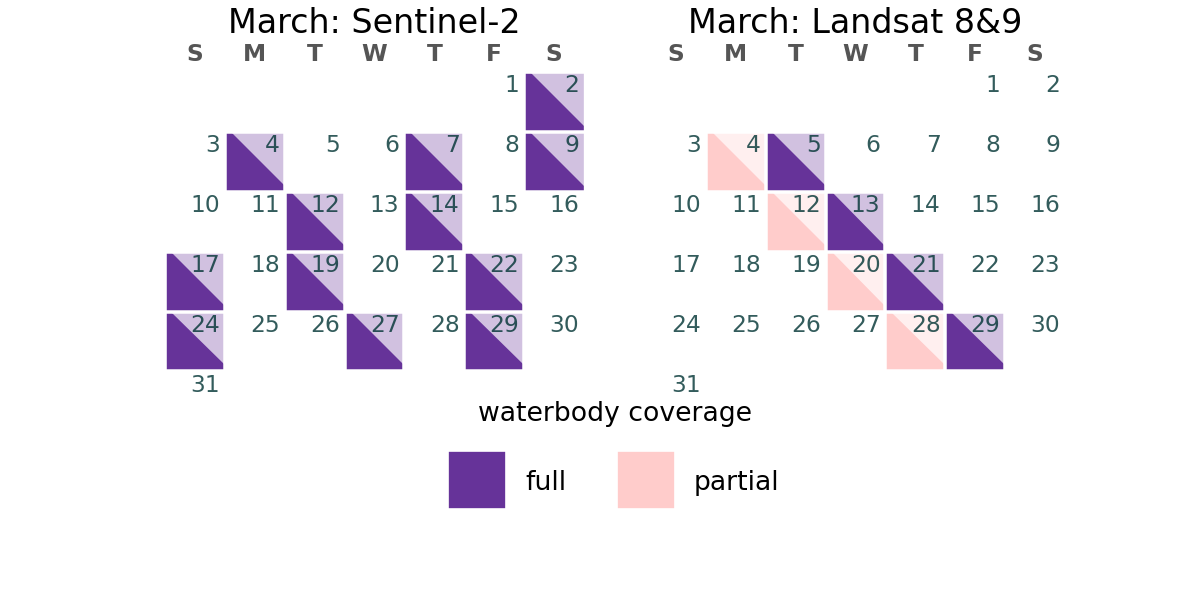 March: Sentinel-2
S M T W T F S
1 2
3 4 5 6 7 8 9
10 11 12 13 14 15 16
17 18 19 20 21 22 23
24 25 26 27 28 29 30
31
March: Landsat 8&9
S M T W T F S
1 2
3 4 5 6 7 8 9
10 11 12 13 14 15 16
17 18 19 20 21 22 23
24 25 26 27 28 29 30
31
waterbody coverage
full
partial